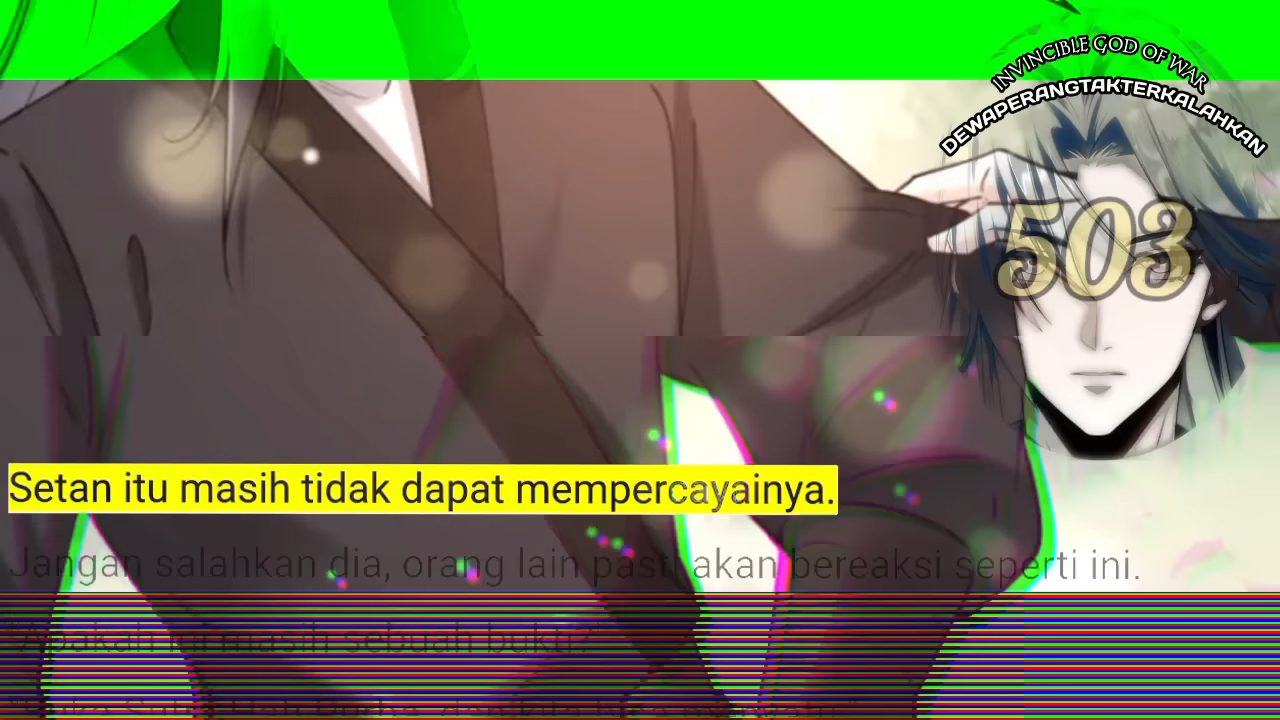 INVINCIBLE GOD OF WAR
DEWAPERANGTAKTERKALAHKAN
503
Setan itu masih tidak dapat mempercayainya.
Jangan salahkan dia, orang lain pasti akan bereaksi seperti ini.
"Apakah ini masih sebuah bukti?"